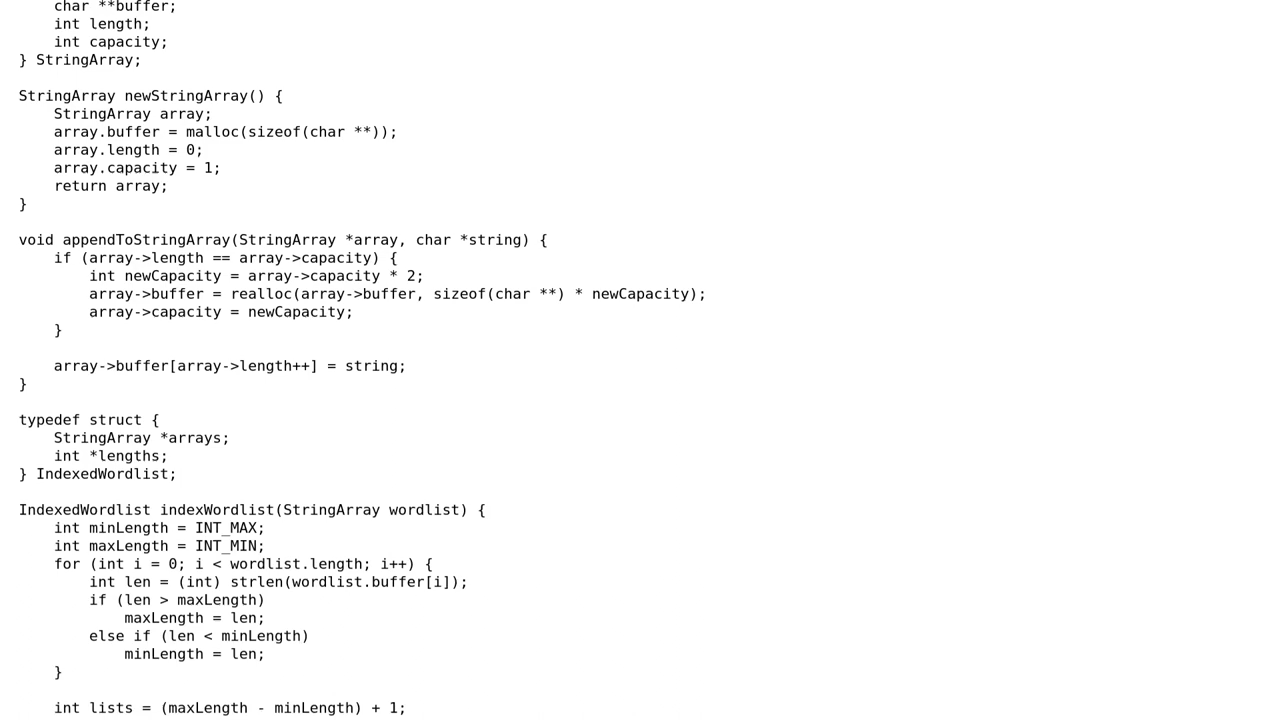 char **buffer;
int length;
int capacity;
} StringArray;
StringArray newStringArray() {
StringArray array;
array.buffer = malloc(sizeof(char **));
array.length = 0;
array.capacity = 1;
return array;
}
void appendToStringArray(StringArray *array, char *string) {
if (array->length == array->capacity) {
int newCapacity = array->capacity * 2;
array->buffer = realloc(array->buffer, sizeof(char **) * newCapacity);
array->capacity = newCapacity;
}
array->buffer[array->length++] = string;
}
typedef struct {
StringArray *arrays;
int *lengths;
} IndexedWordlist;
IndexedWordlist indexWordlist(StringArray wordlist) {
int minLength = INT_MAX;
int maxLength = INT_MIN;
for (int i = 0; i < wordlist.length; i++) {
int len = (int) strlen(wordlist.buffer[i]);
if (len > maxLength)
maxLength = len;
else if (len < minLength)
minLength = len;
}
int lists = (maxLength - minLength) + 1;